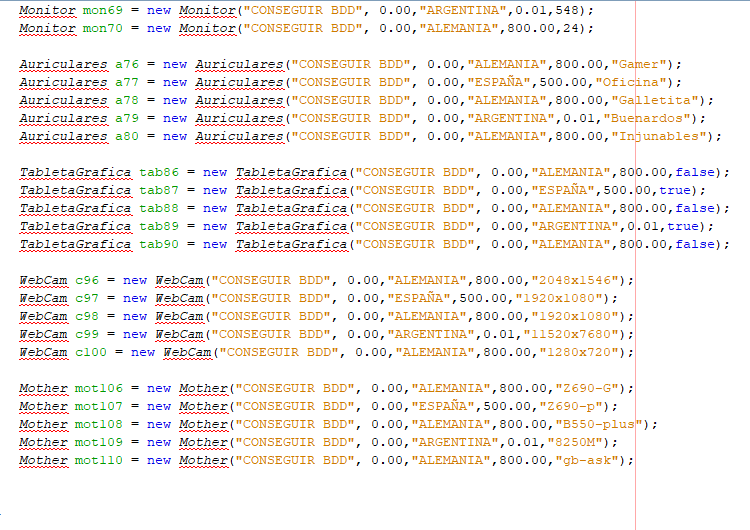 Monitor mon69 = new Monitor("CONSEGUIR BDD", 0.00,"ARGENTINA",0.01,548);
Monitor mon70 = new Monitor("CONSEGUIR BDD", 0.00,"ALEMANIA",800.00,24);
Auriculares a76 = new Auriculares("CONSEGUIR BDD", 0.00,"ALEMANIA",800.00,"Gamer");
Auriculares a77 = new Auriculares("CONSEGUIR BDD", 0.00,"ESPAÑA",500.00,"Oficina");
Auriculares a78 = new Auriculares("CONSEGUIR BDD", 0.00,"ALEMANIA",800.00,"Galletita");
Auriculares a79 = new Auriculares("CONSEGUIR BDD", 0.00,"ARGENTINA",0.01,"Buenardos");
Auriculares a80 = new Auriculares("CONSEGUIR BDD", 0.00,"ALEMANIA",800.00,"Injunables");
TabletaGrafica tab86 = new TabletaGrafica("CONSEGUIR BDD", 0.00,"ALEMANIA",800.00,false);
TabletaGrafica tab87 = new TabletaGrafica("CONSEGUIR BDD", 0.00,"ESPAÑA",500.00,true);
TabletaGrafica tab88 = new TabletaGrafica("CONSEGUIR BDD", 0.00,"ALEMANIA",800.00,false);
TabletaGrafica tab89 = new TabletaGrafica("CONSEGUIR BDD", 0.00,"ARGENTINA",0.01,true);
TabletaGrafica tab90 = new TabletaGrafica("CONSEGUIR BDD", 0.00,"ALEMANIA",800.00,false);
WebCam c96 = new WebCam("CONSEGUIR BDD", 0.00,"ALEMANIA",800.00,"2048x1546");
WebCam c97 = new WebCam("CONSEGUIR BDD", 0.00,"ESPAÑA",500.00,"1920x1080");
WebCam c98 = new WebCam("CONSEGUIR BDD", 0.00,"ALEMANIA",800.00,"1920x1080");
WebCam c99 = new WebCam("CONSEGUIR BDD", 0.00,"ARGENTINA",0.01,"11520x7680");
WebCam c100 = new WebCam("CONSEGUIR BDD", 0.00,"ALEMANIA",800.00,"1280x720");
Mother mot106 = new Mother("CONSEGUIR BDD", 0.00,"ALEMANIA",800.00,"Z690-G");
Mother mot107 = new Mother("CONSEGUIR BDD", 0.00,"ESPAÑA",500.00,"Z690-p");
Mother mot108 = new Mother("CONSEGUIR BDD", 0.00,"ALEMANIA",800.00,"B550-plus");
Mother mot109 = new Mother("CONSEGUIR BDD", 0.00,"ARGENTINA",0.01,"8250M");
Mother mot110 = new Mother("CONSEGUIR BDD", 0.00,"ALEMANIA",800.00,"gb-ask");